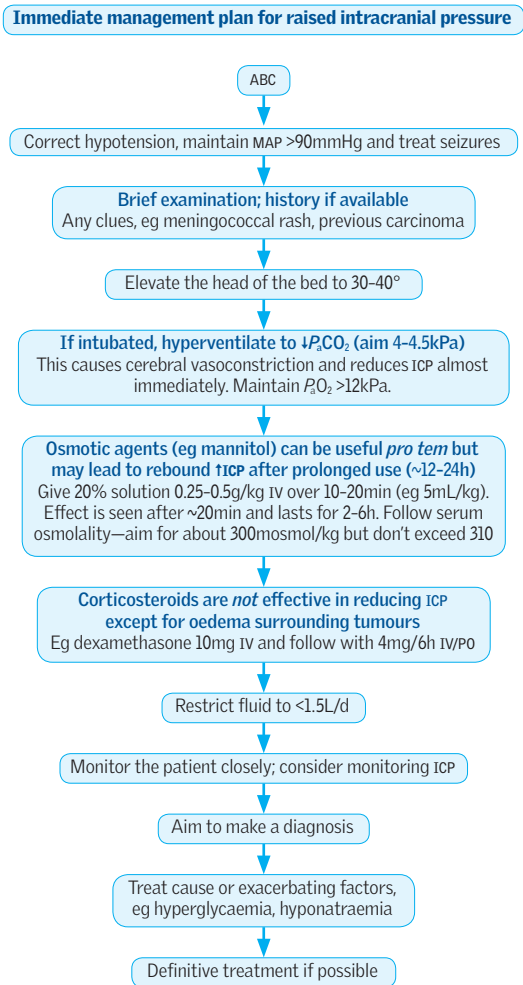 Immediate management plan for raised intracranial pressure
ABC
Correct hypotension, maintain MAP >90mmHg and treat seizures
Brief examination; history if available
Any clues, eg meningococcal rash, previous carcinoma
Elevate the head of the bed to 30–40°
If intubated, hyperventilate to ↓PₐCO₂ (aim 4–4.5kPa)
This causes cerebral vasoconstriction and reduces ICP almost
immediately. Maintain PₐO₂ >12kPa.
Osmotic agents (eg mannitol) can be useful pro tem but
may lead to rebound ↑ICP after prolonged use (~12–24h)
Give 20% solution 0.25–0.5g/kg IV over 10–20min (eg 5mL/kg).
Effect is seen after ~20min and lasts for 2–6h. Follow serum
osmolality—aim for about 300mosmol/kg but don't exceed 310
Corticosteroids are not effective in reducing ICP
except for oedema surrounding tumours
Eg dexamethasone 10mg IV and follow with 4mg/6h IV/PO
Restrict fluid to <1.5L/d
Monitor the patient closely; consider monitoring ICP
Aim to make a diagnosis
Treat cause or exacerbating factors,
eg hyperglycaemia, hyponatraemia
Definitive treatment if possible